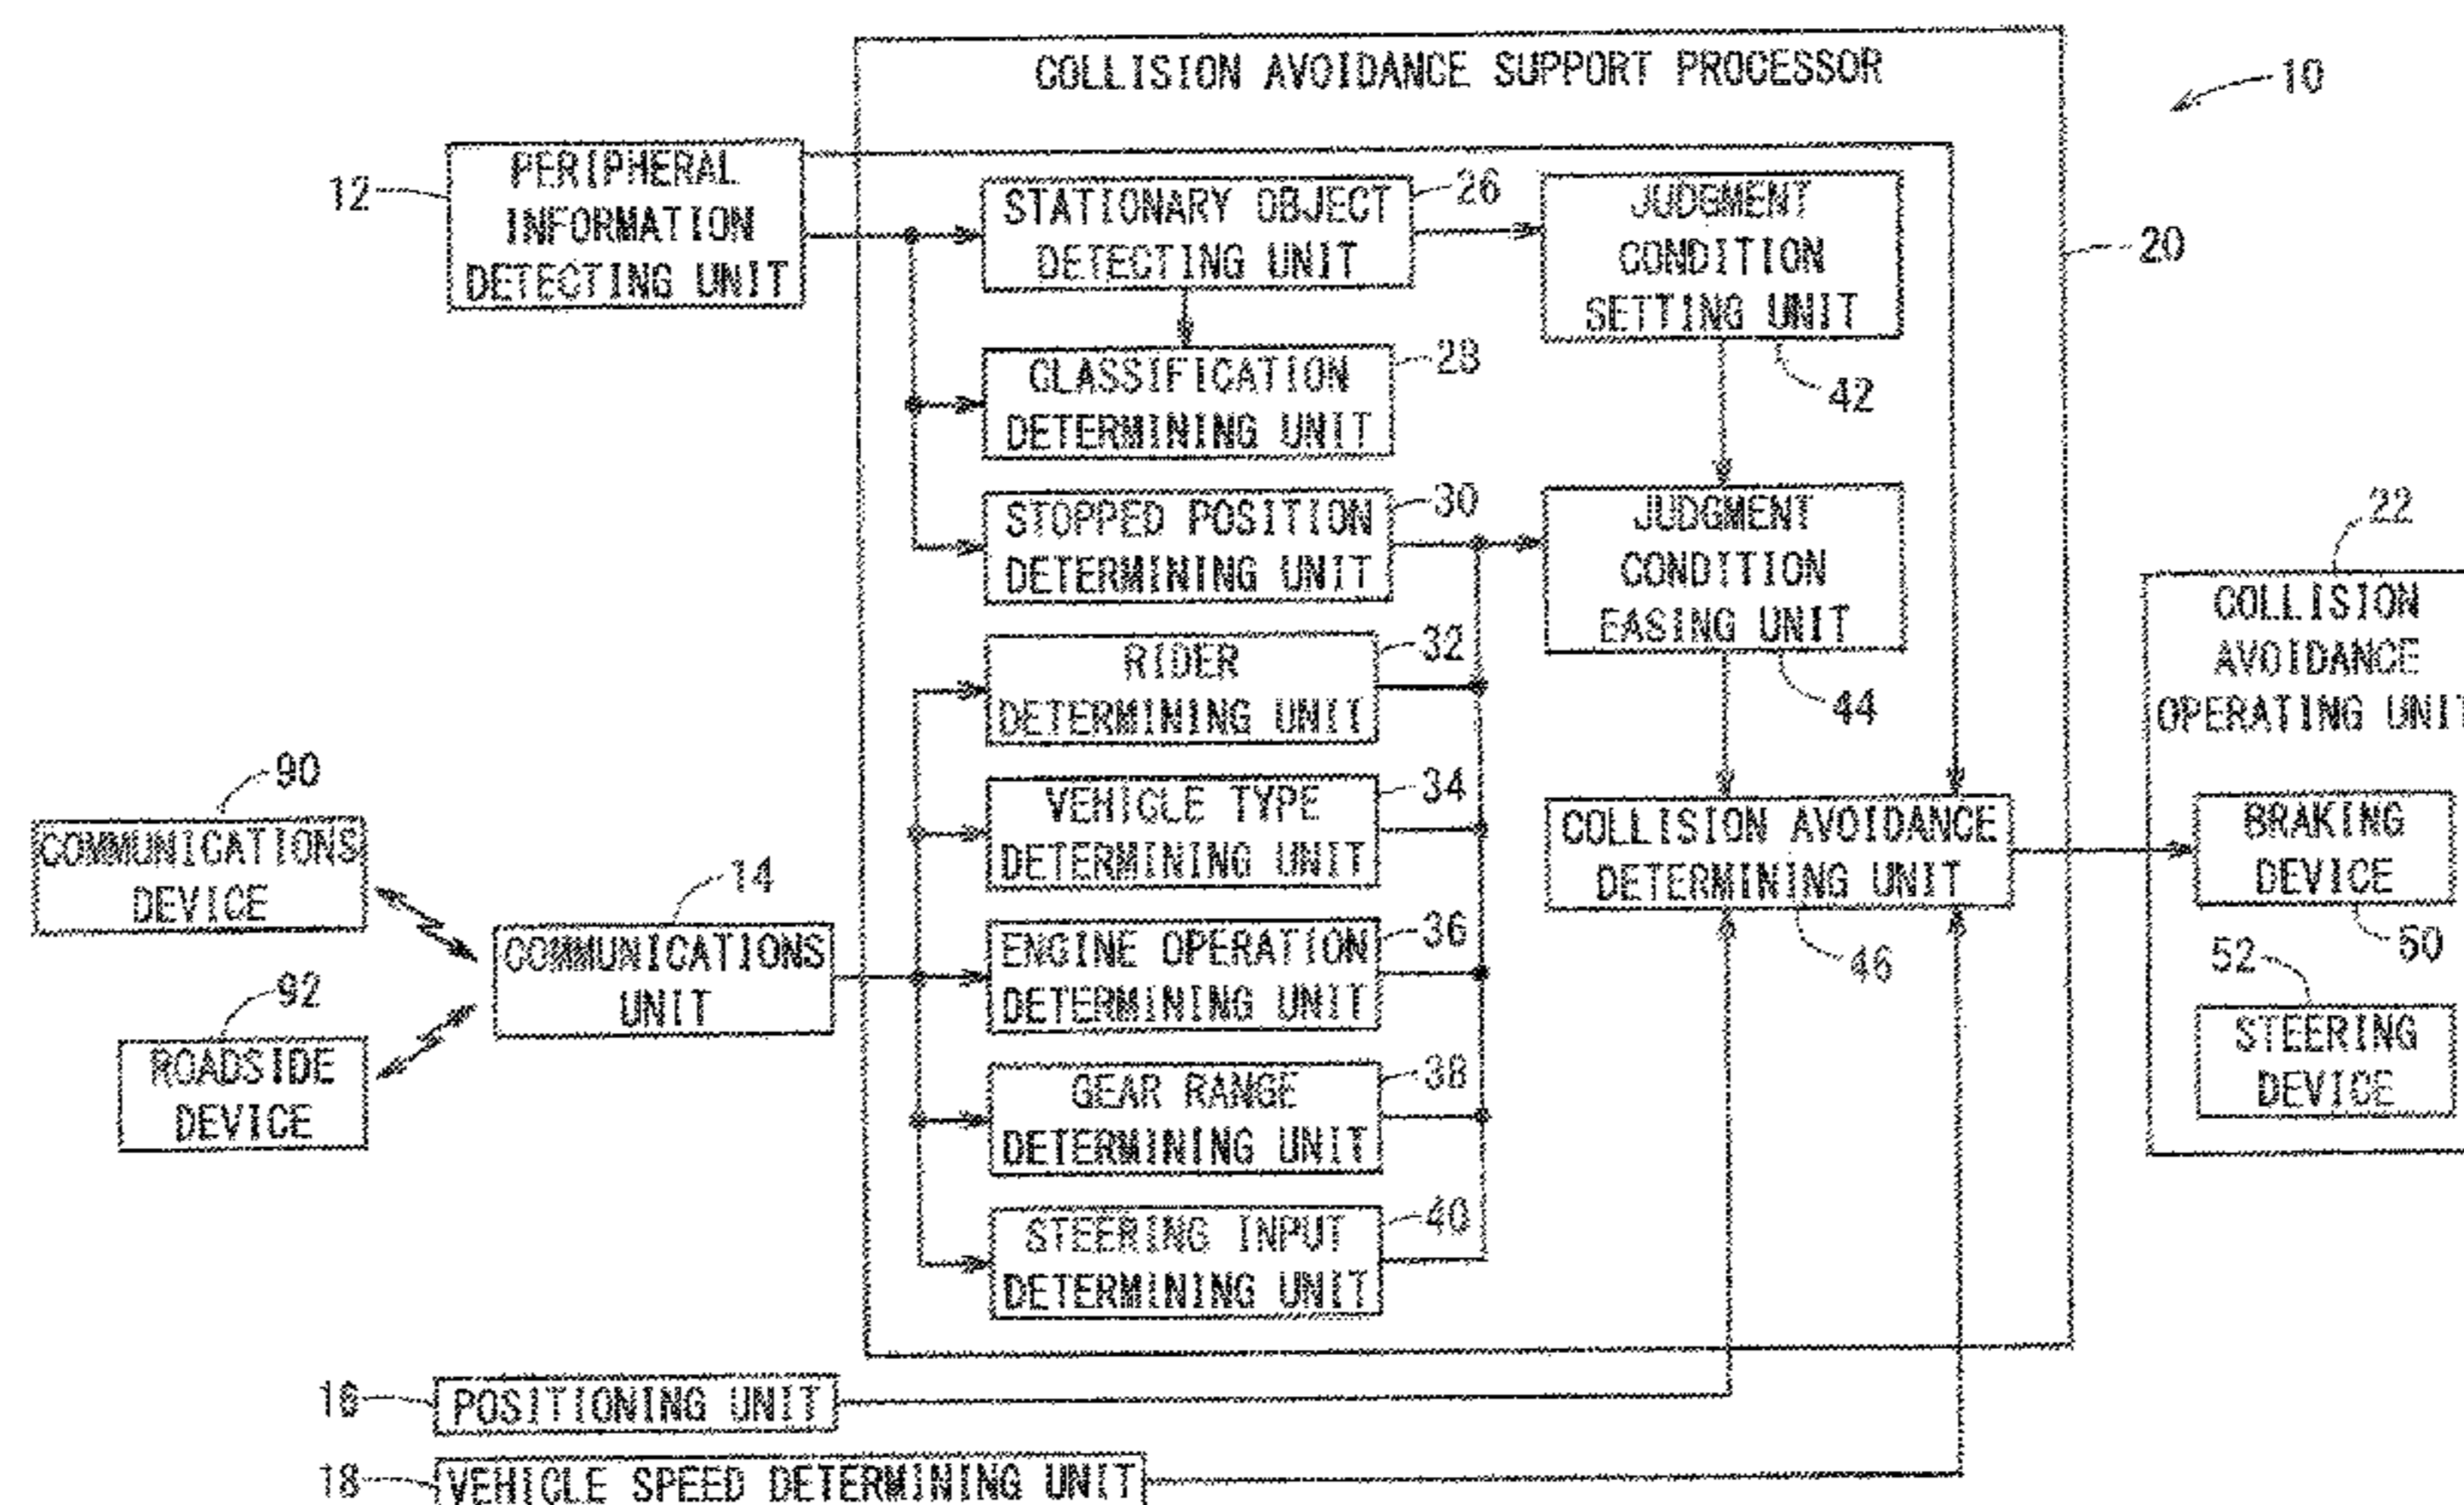 COLLISION AVOIDANCE SUPPORT PROCESSOR
10
12
PERIPHERAL
INFORMATION
DETECTING UNIT
STATIONARY OBJECT
DETECTING UNIT
26
JUDGMENT
CONDITION
SETTING UNIT
42
20
CLASSIFICATION
DETERMINING UNIT
28
STOPPED POSITION
DETERMINING UNIT
30
JUDGMENT
CONDITION
EASING UNIT
44
22
COLLISION
AVOIDANCE
OPERATING UNIT
RIDER
DETERMINING UNIT
32
90
COMMUNICATIONS
DEVICE
VEHICLE TYPE
DETERMINING UNIT
34
COLLISION AVOIDANCE
DETERMINING UNIT
46
BRAKING
DEVICE
50
14
COMMUNICATIONS
UNIT
ENGINE OPERATION
DETERMINING UNIT
36
52
STEERING
DEVICE
92
ROADSIDE
DEVICE
GEAR RANGE
DETERMINING UNIT
38
STEERING INPUT
DETERMINING UNIT
40
16
POSITIONING UNIT
18
VEHICLE SPEED DETERMINING UNIT